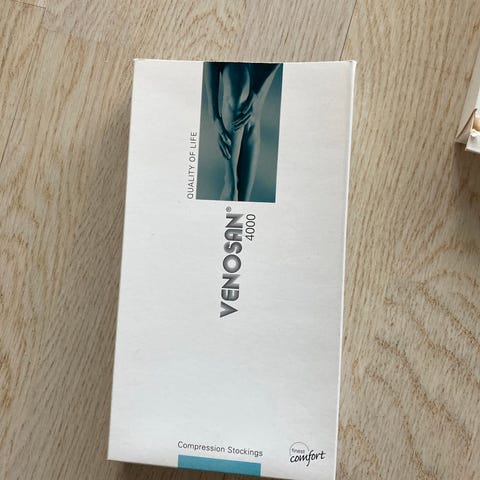 QUALITY OF LIFE
VENOSAN®
4000
Compression Stockings
finest
comfort